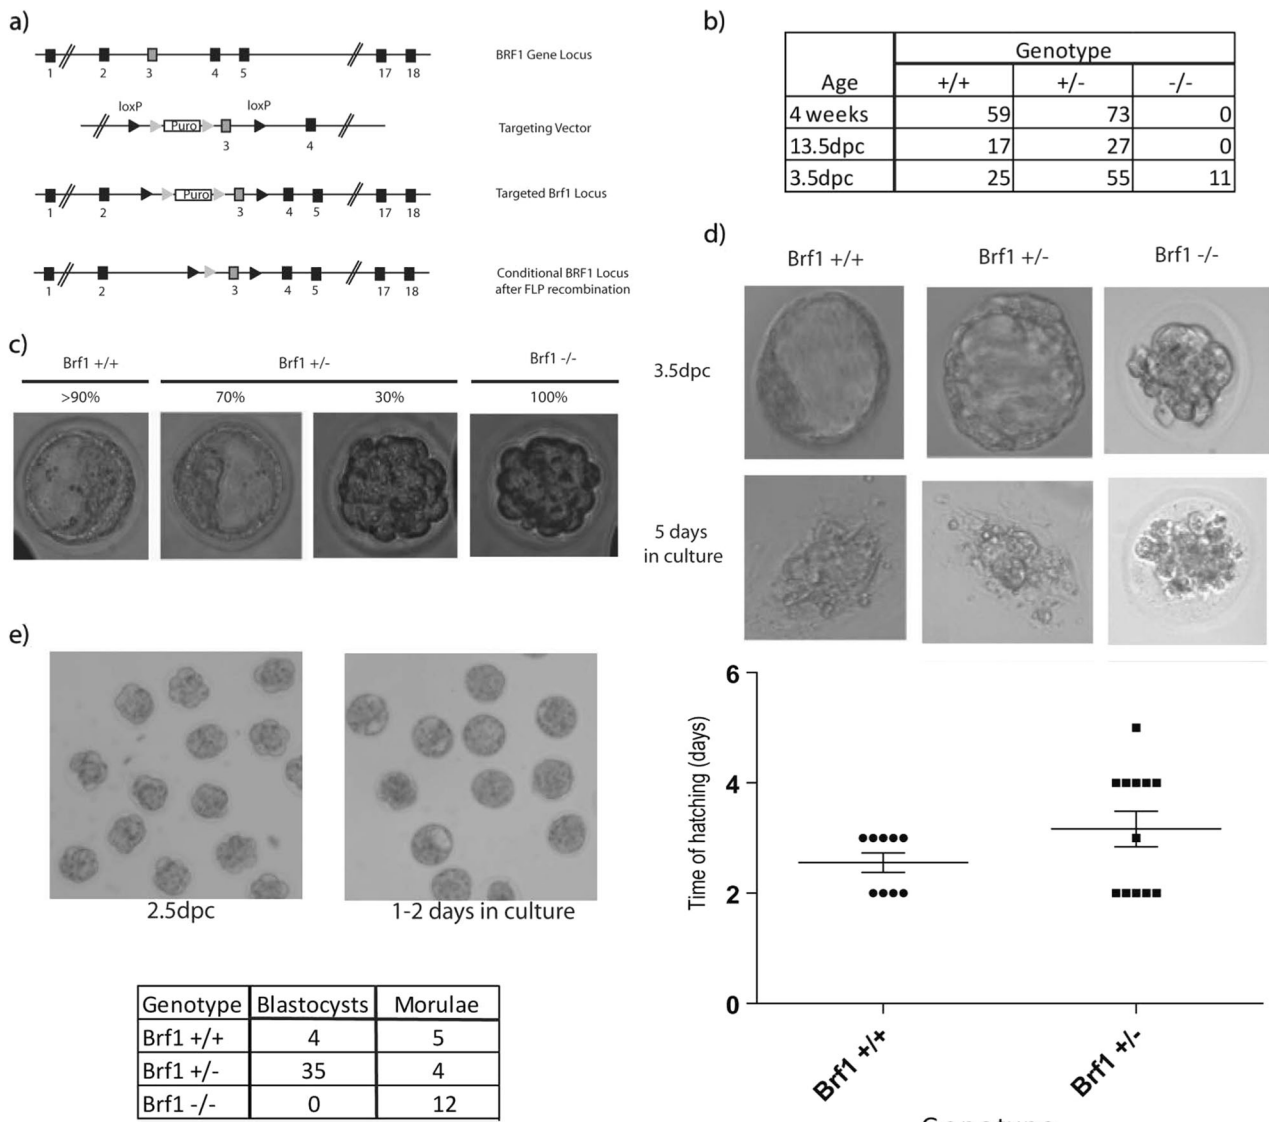 a)
BRF1 Gene Locus
1 2 3 4 5 17 18
loxP loxP
Puro
Targeting Vector
3 4
Puro
Targeted Brf1 Locus
1 2 3 4 5 17 18
Conditional BRF1 Locus
after FLP recombination
1 2 3 4 5 17 18
b)
Genotype
Age +/+ +/- -/-
4 weeks 59 73 0
13.5dpc 17 27 0
3.5dpc 25 55 11
c)
Brf1 +/+ Brf1 +/- Brf1 -/-
>90% 70% 30% 100%
d)
Brf1 +/+ Brf1 +/- Brf1 -/-
3.5dpc
5 days
in culture
6
4
2
0
Time of hatching (days)
Brf1 +/+ Brf1 +/-
e)
2.5dpc 1-2 days in culture
Genotype Blastocysts Morulae
Brf1 +/+ 4 5
Brf1 +/- 35 4
Brf1 -/- 0 12